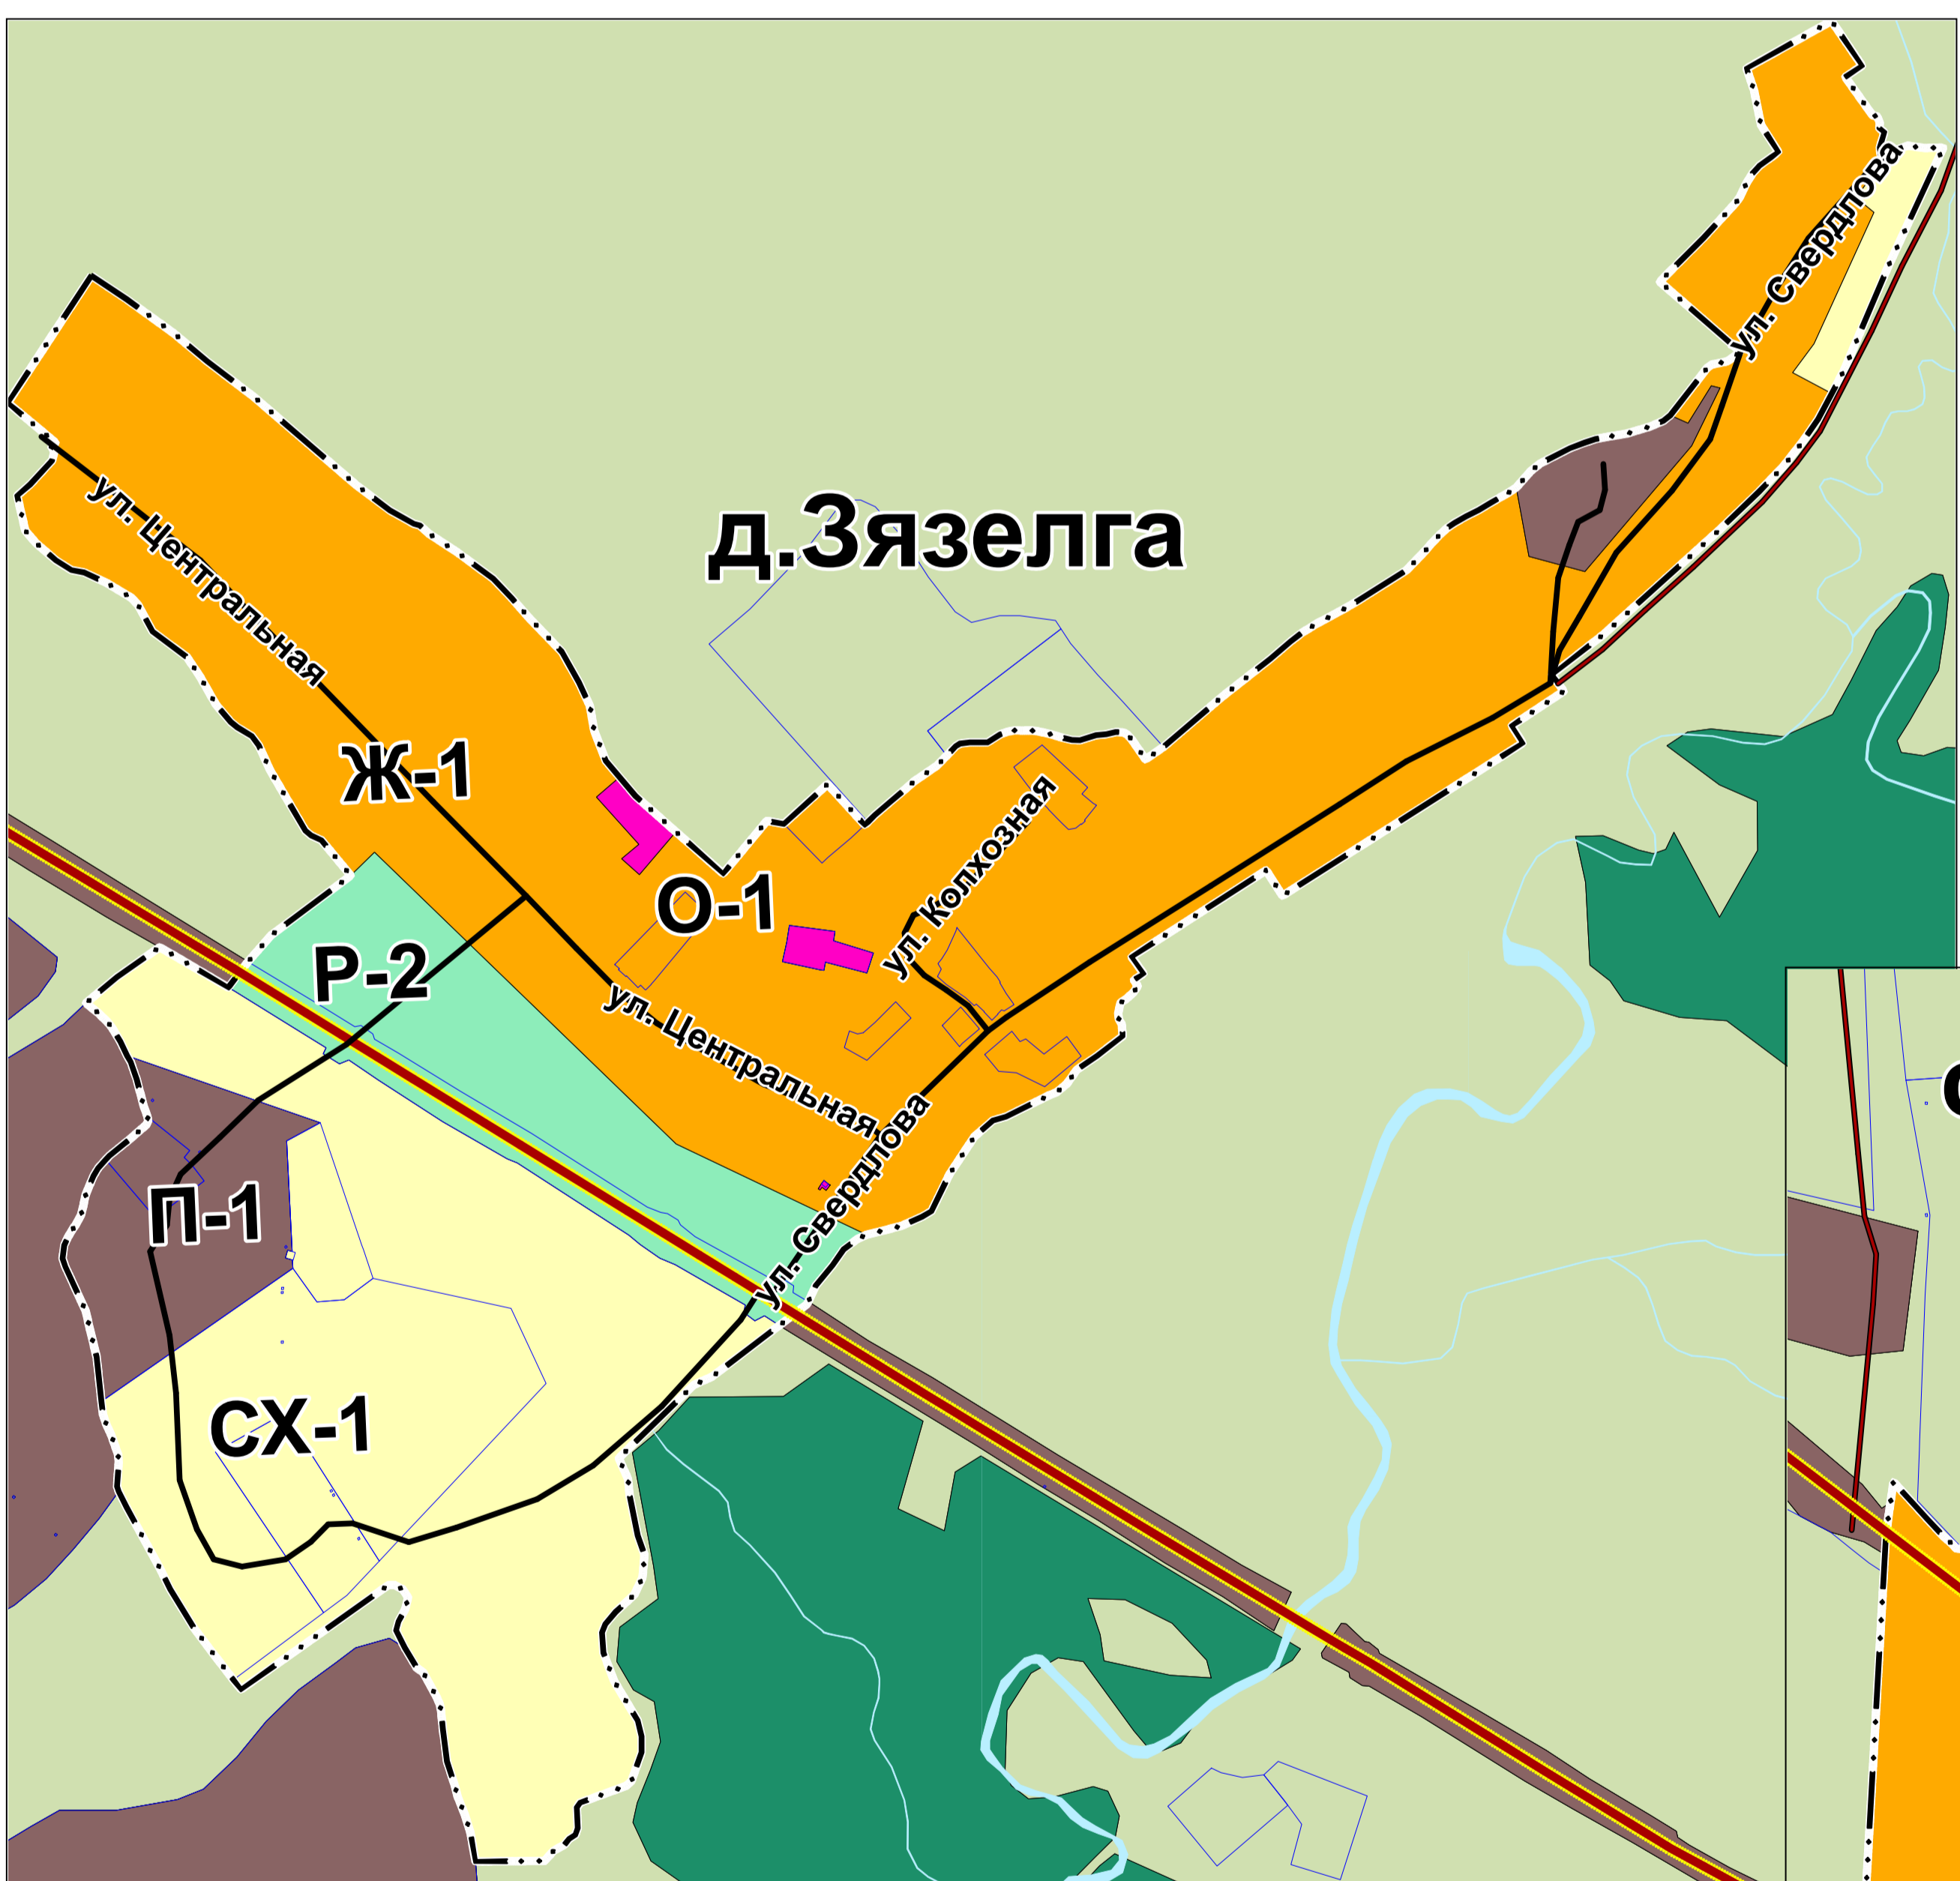 ул. Свердлова
д.Зязелга
ул. Центральная
Ж-1
ул. Колхозная
О-1
Р-2
ул. Центральная
ул. Свердлова
П-1
СХ-1